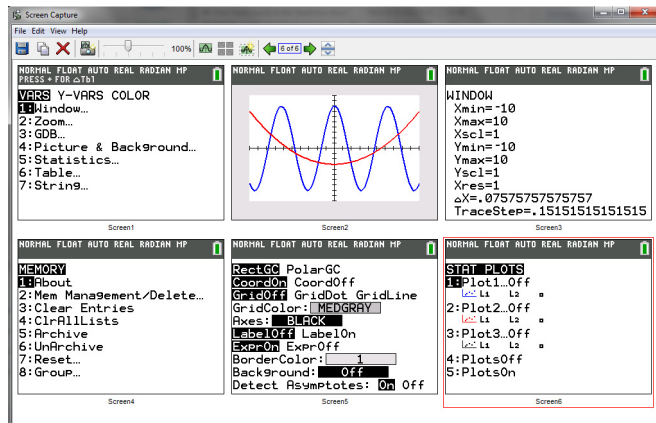 Screen Capture
File Edit View Help
100% 6 of 6
NORMAL FLOAT AUTO REAL RADIAN MP
PRESS + FOR △Tbl
VARS Y-VARS COLOR
1:Window…
2:Zoom…
3:GDB…
4:Picture & Background…
5:Statistics…
6:Table…
7:String…
Screen1
NORMAL FLOAT AUTO REAL RADIAN MP
Screen2
NORMAL FLOAT AUTO REAL RADIAN MP
WINDOW
Xmin=-10
Xmax=10
Xscl=1
Ymin=-10
Ymax=10
Yscl=1
Xres=1
△X=.07575757575757
TraceStep=.15151515151515
Screen3
NORMAL FLOAT AUTO REAL RADIAN MP
MEMORY
1:About
2:Mem Management/Delete…
3:Clear Entries
4:ClrAllLists
5:Archive
6:UnArchive
7:Reset…
8:Group…
Screen4
NORMAL FLOAT AUTO REAL RADIAN MP
RectGC PolarGC
CoordOn CoordOff
GridOff GridDot GridLine
GridColor: MEDGRAY
Axes: BLACK
LabelOff LabelOn
ExprOn ExprOff
BorderColor: 1
Background: Off
Detect Asymptotes: On Off
Screen5
NORMAL FLOAT AUTO REAL RADIAN MP
STAT PLOTS
1:Plot1…Off
L1 L2
2:Plot2…Off
L1 L2
3:Plot3…Off
L1 L2
4:PlotsOff
5:PlotsOn
Screen6